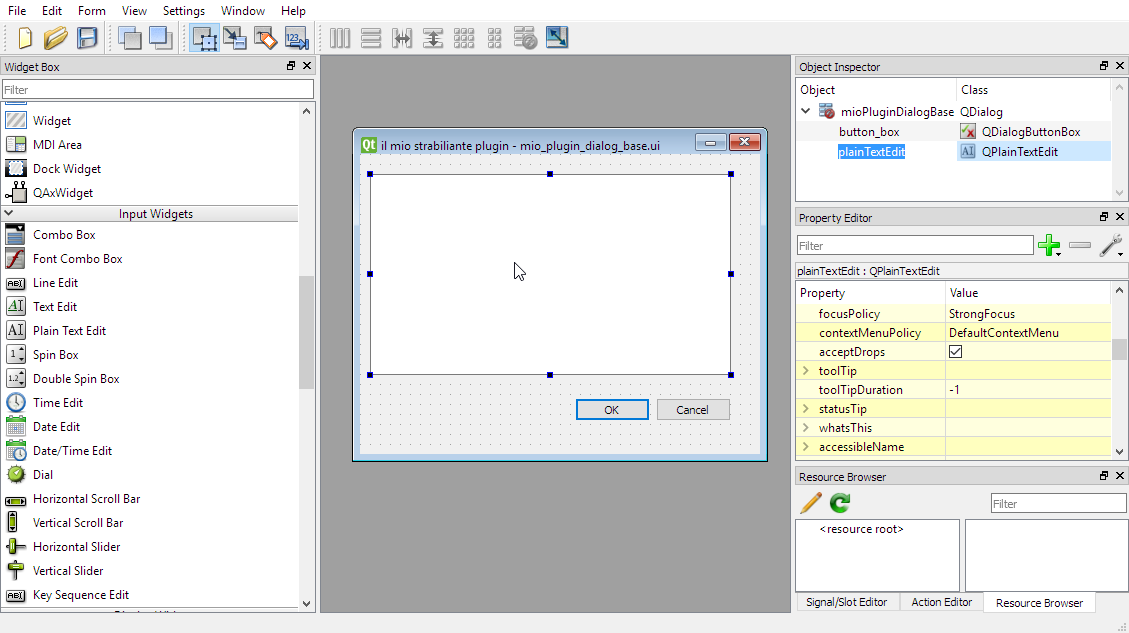 File Edit Form View Settings Window Help
Widget Box
Filter
Widget
MDI Area
Dock Widget
QAxWidget
Input Widgets
Combo Box
Font Combo Box
Line Edit
Text Edit
Plain Text Edit
Spin Box
Double Spin Box
Time Edit
Date Edit
Date/Time Edit
Dial
Horizontal Scroll Bar
Vertical Scroll Bar
Horizontal Slider
Vertical Slider
Key Sequence Edit
il mio strabiliante plugin - mio_plugin_dialog_base.ui
OK Cancel
Object Inspector
Object Class
mioPluginDialogBase QDialog
button_box QDialogButtonBox
plainTextEdit QPlainTextEdit
Property Editor
Filter
plainTextEdit : QPlainTextEdit
Property Value
focusPolicy StrongFocus
contextMenuPolicy DefaultContextMenu
acceptDrops
toolTip
toolTipDuration -1
statusTip
whatsThis
accessibleName
Resource Browser
Filter
<resource root>
Signal/Slot Editor Action Editor Resource Browser